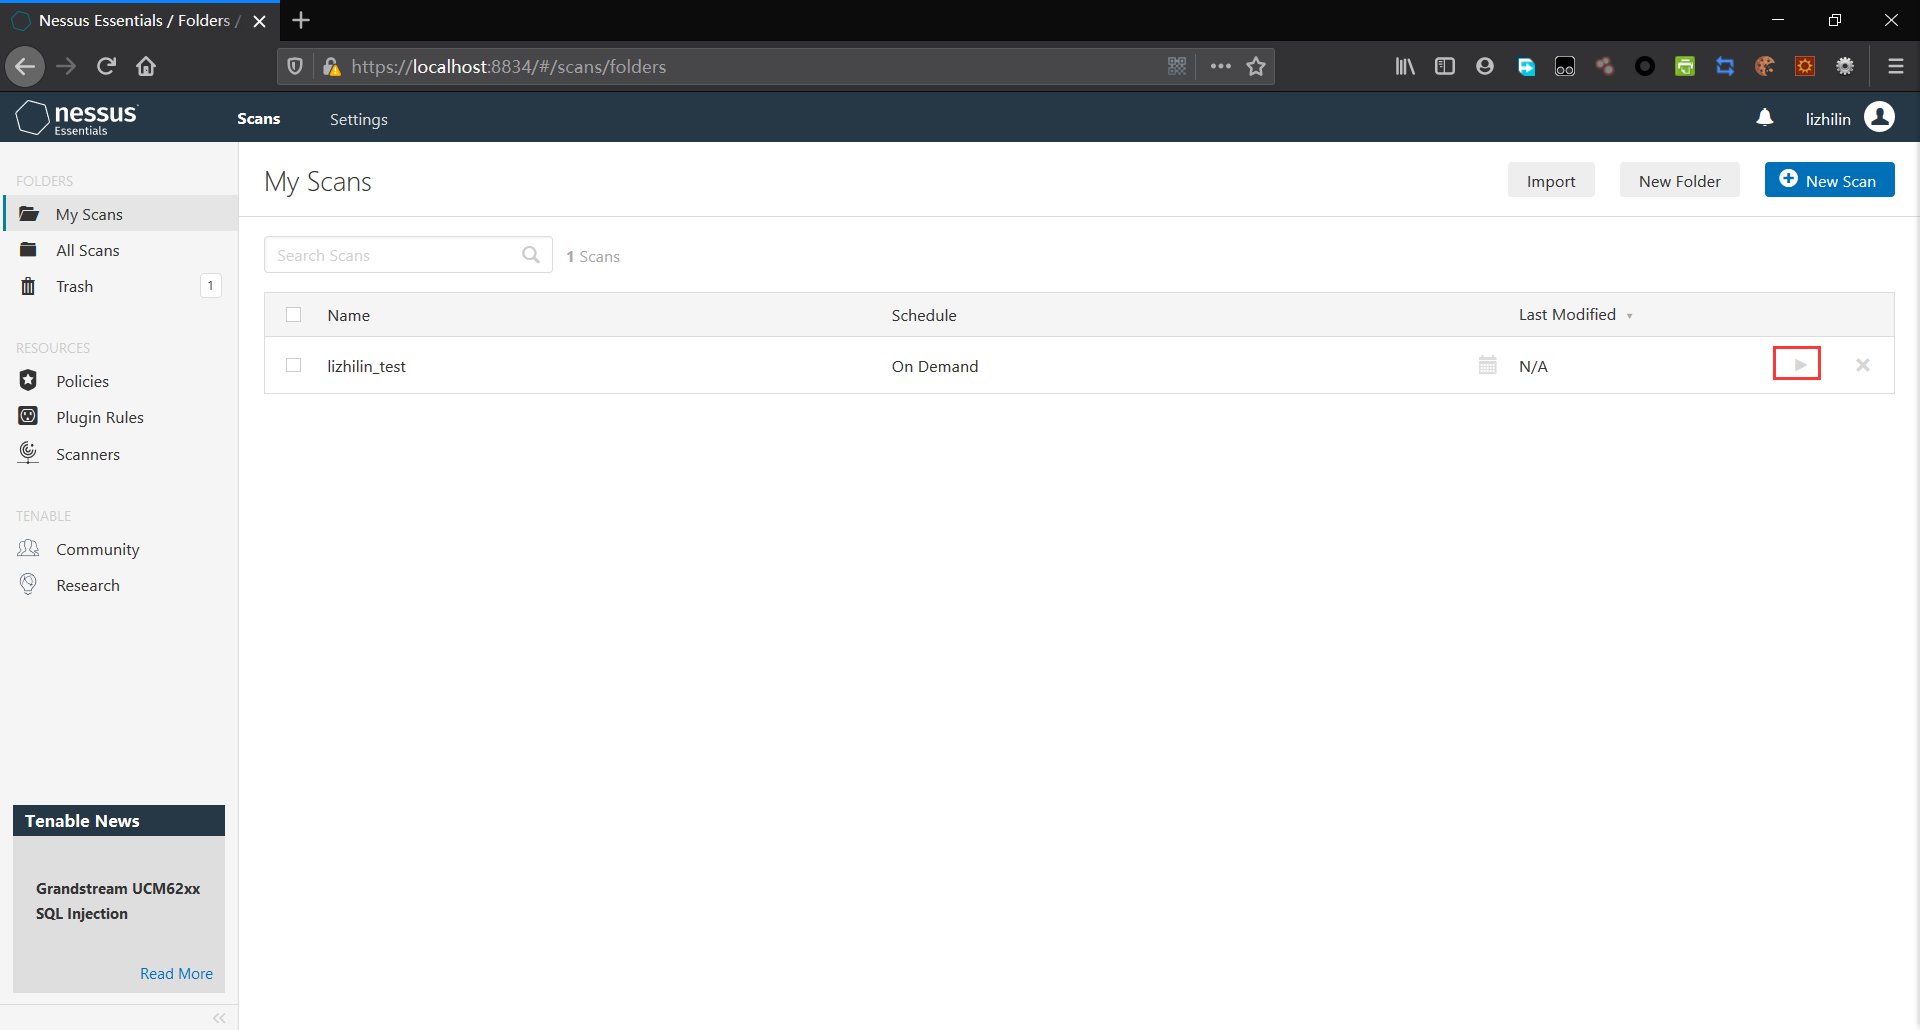 Nessus Essentials / Folders /
https://localhost:8834/#/scans/folders
nessus
Essentials
Scans
Settings
lizhilin
FOLDERS
My Scans
All Scans
Trash
1
RESOURCES
Policies
Plugin Rules
Scanners
TENABLE
Community
Research
Tenable News
Grandstream UCM62xx
SQL Injection
Read More
My Scans
Import
New Folder
New Scan
Search Scans
1 Scans
Name
Schedule
Last Modified
lizhilin_test
On Demand
N/A